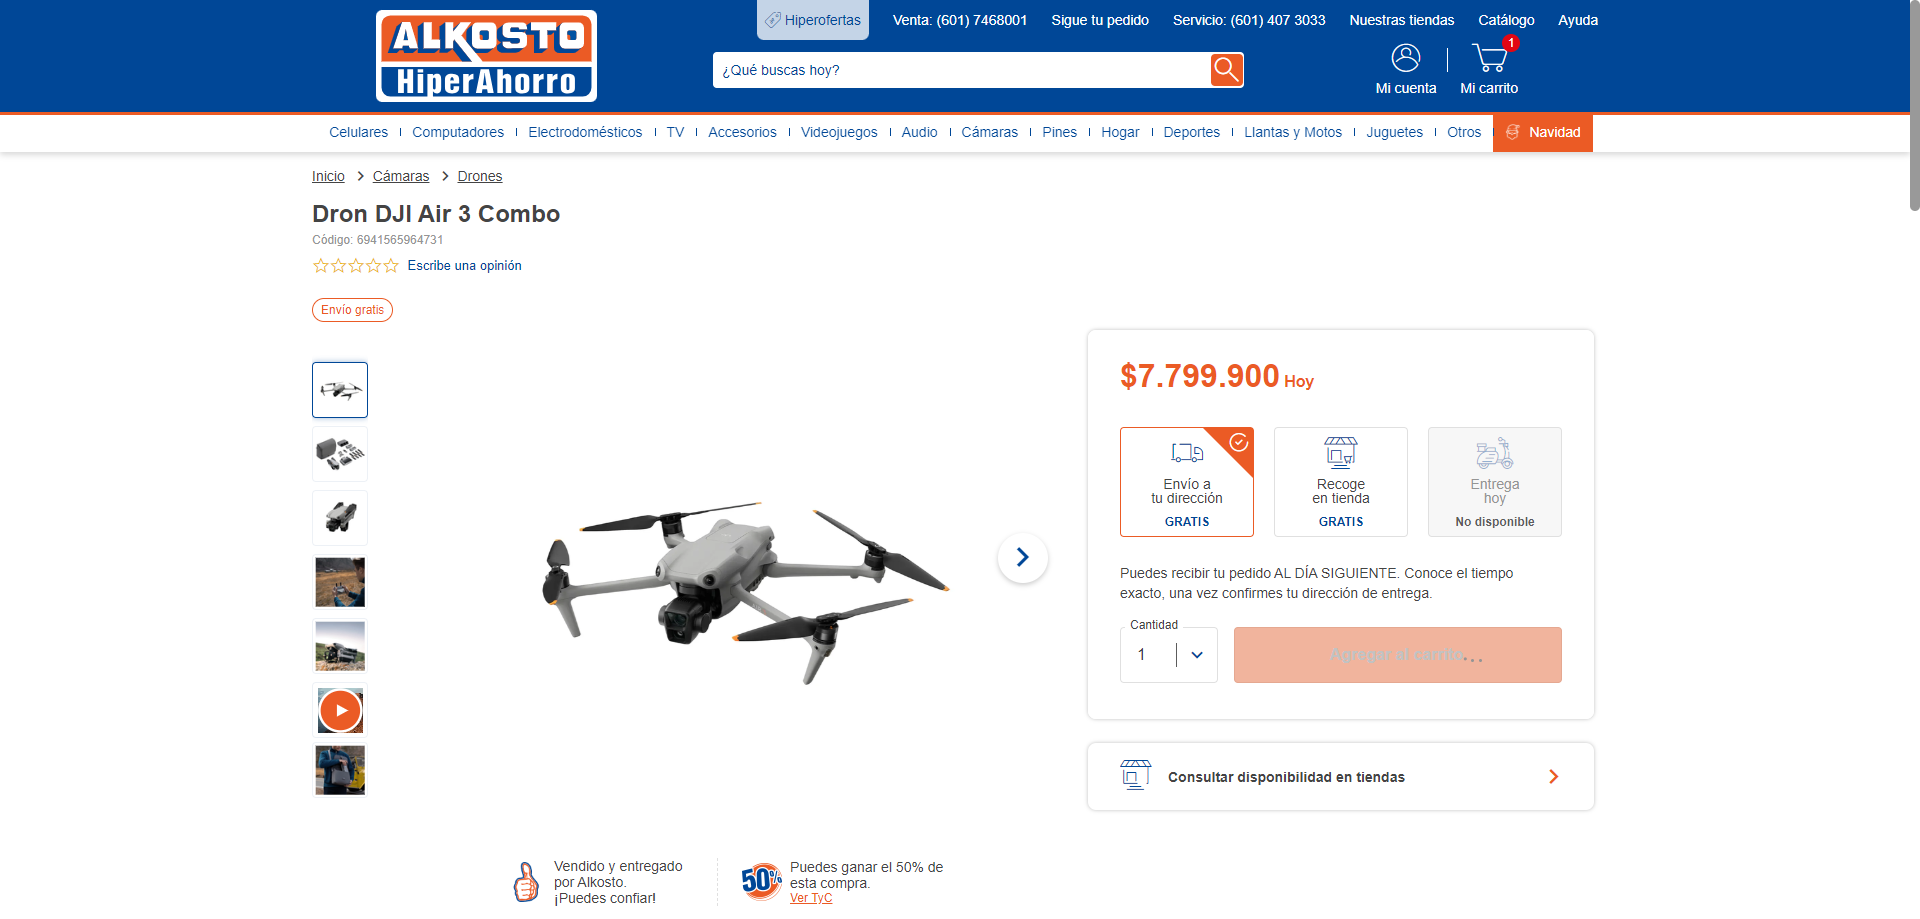 ALKOSTO
HiperAhorro
Hiperofertas
Venta: (601) 7468001
Sigue tu pedido
Servicio: (601) 407 3033
Nuestras tiendas
Catálogo
Ayuda
¿Qué buscas hoy?
Mi cuenta
1
Mi carrito
Celulares
Computadores
Electrodomésticos
TV
Accesorios
Videojuegos
Audio
Cámaras
Pines
Hogar
Deportes
Llantas y Motos
Juguetes
Otros
Navidad
Inicio
Cámaras
Drones
Dron DJI Air 3 Combo
Código: 6941565964731
Escribe una opinión
Envío gratis
$7.799.900 Hoy
Envío a
tu dirección
GRATIS
Recoge
en tienda
GRATIS
Entrega
hoy
No disponible
Puedes recibir tu pedido AL DÍA SIGUIENTE. Conoce el tiempo
exacto, una vez confirmes tu dirección de entrega.
Cantidad
1
Agregar al carrito...
Consultar disponibilidad en tiendas
Vendido y entregado
por Alkosto.
¡Puedes confiar!
50%
Puedes ganar el 50% de
esta compra.
Ver TyC